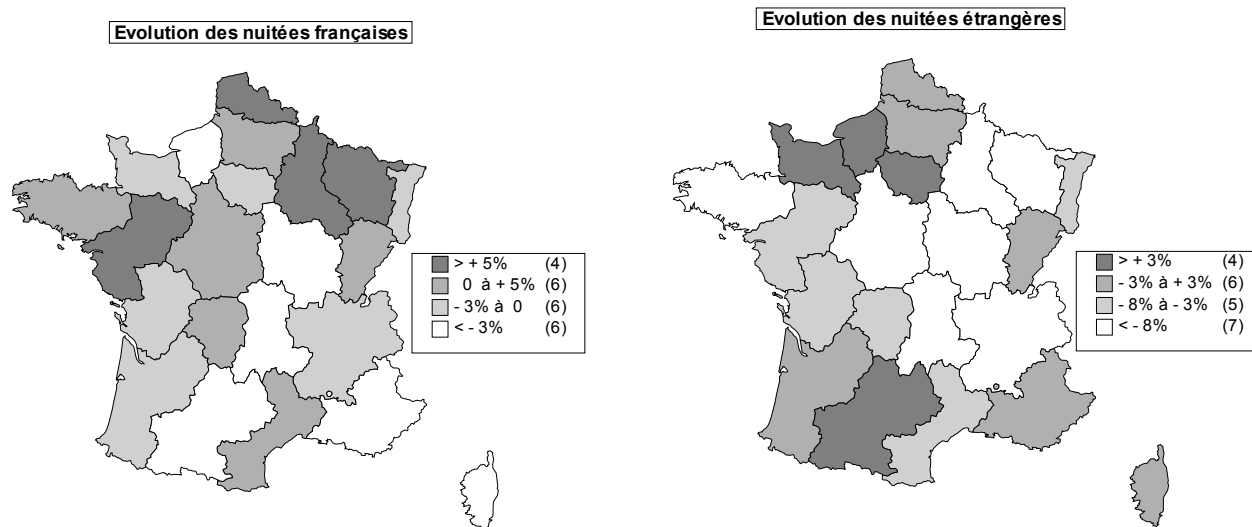 Evolution des nuitées françaises
> + 5% (4)
0 à + 5% (6)
- 3% à 0 (6)
< - 3% (6)
Evolution des nuitées étrangères
> + 3% (4)
- 3% à + 3% (6)
- 8% à - 3% (5)
< - 8% (7)